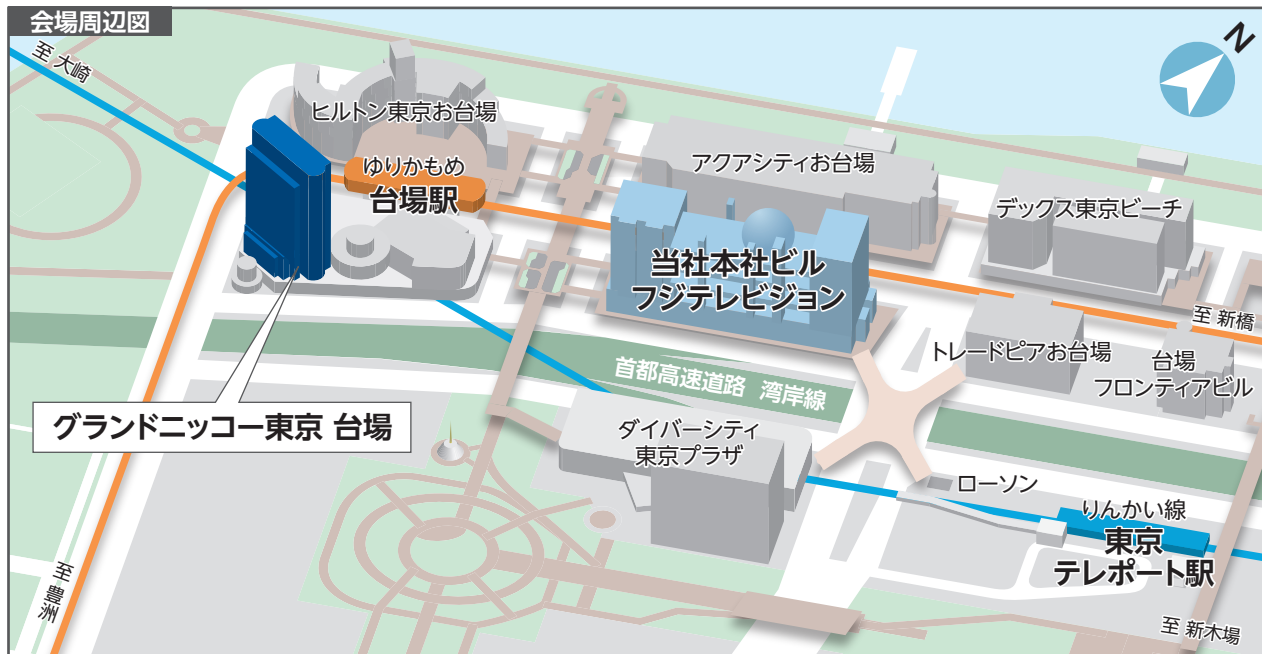 会場周辺図
N
至 大崎
ヒルトン東京お台場
ゆりかもめ
台場駅
アクアシティお台場
デックス東京ビーチ
当社本社ビル
フジテレビジョン
至 新橋
トレードピアお台場
台場
フロンティアビル
首都高速道路 湾岸線
グランドニッコー東京 台場
ダイバーシティ
東京プラザ
ローソン
りんかい線
東京
テレポート駅
至 豊洲
至 新木場